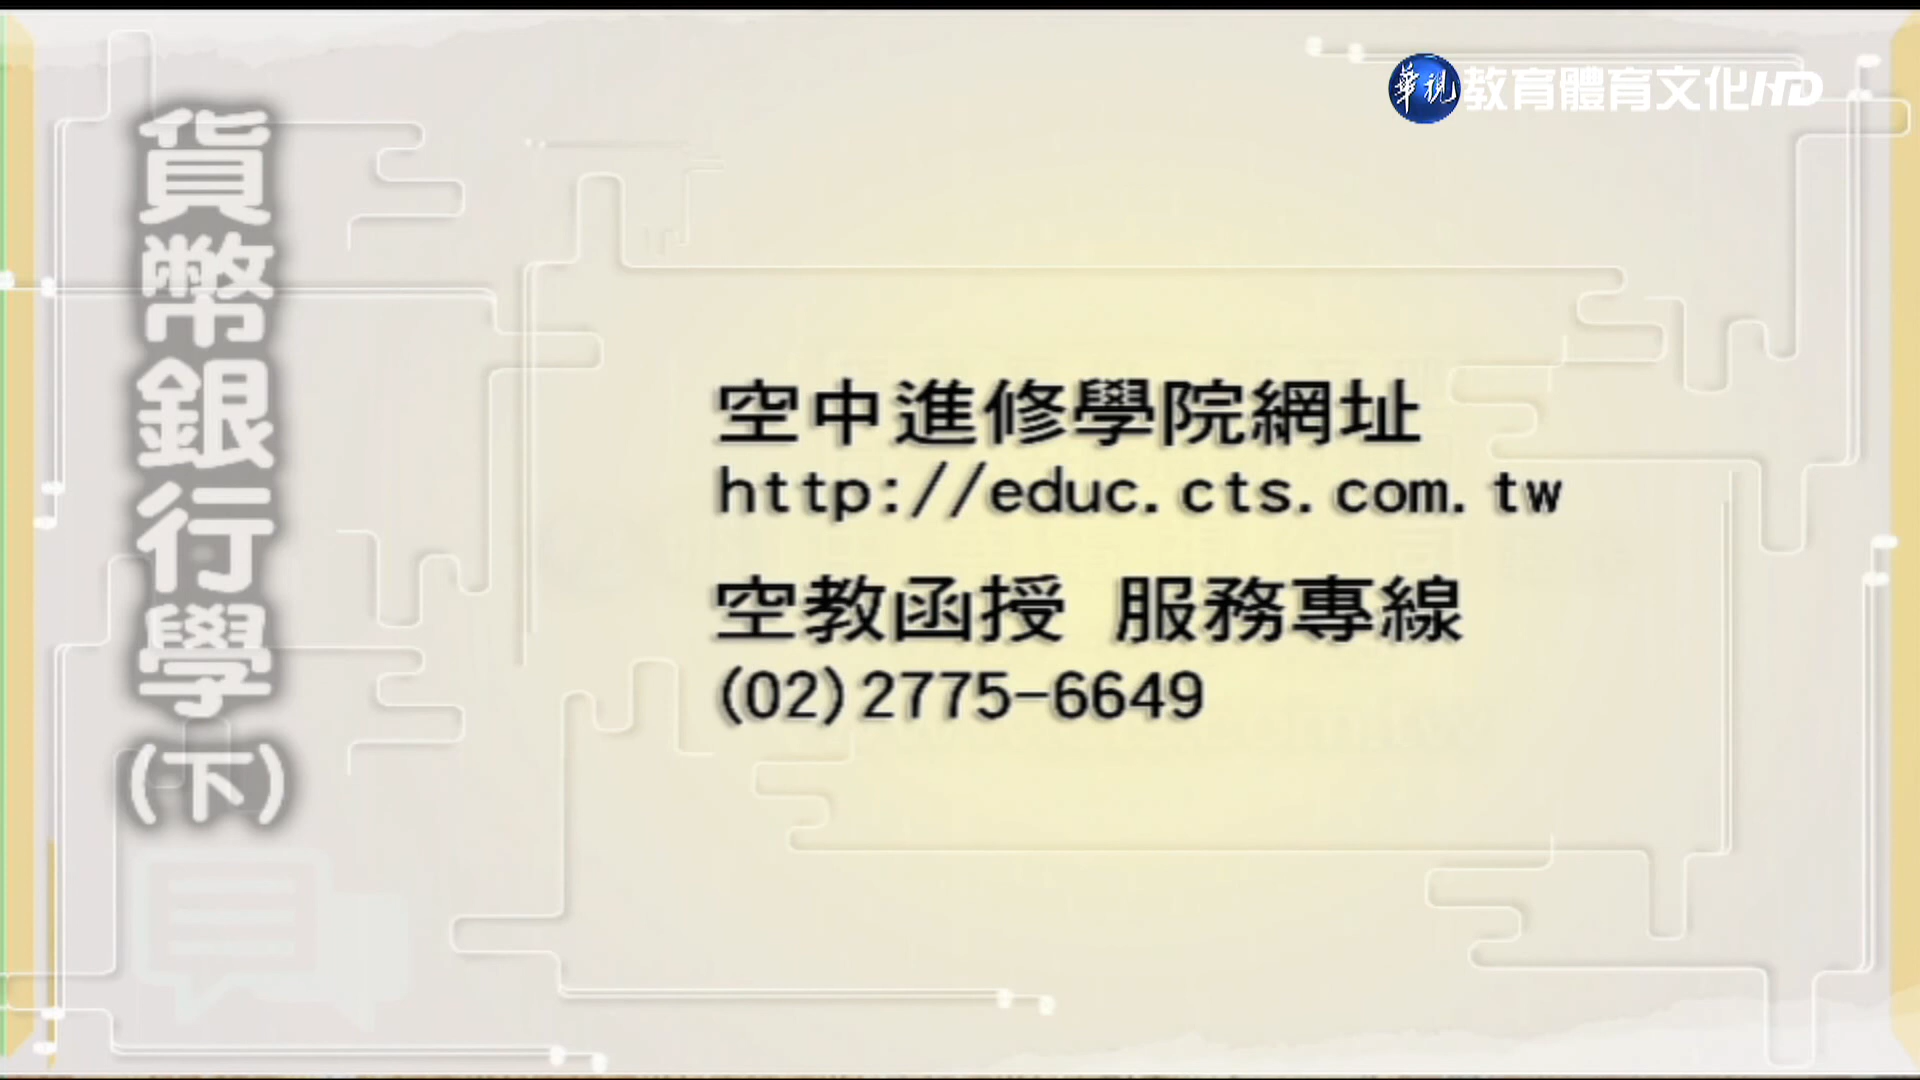 華視 教育體育文化HD
貨幣銀行學(下)
空中進修學院網址
http://educ.cts.com.tw
空教函授 服務專線
(02)2775-6649